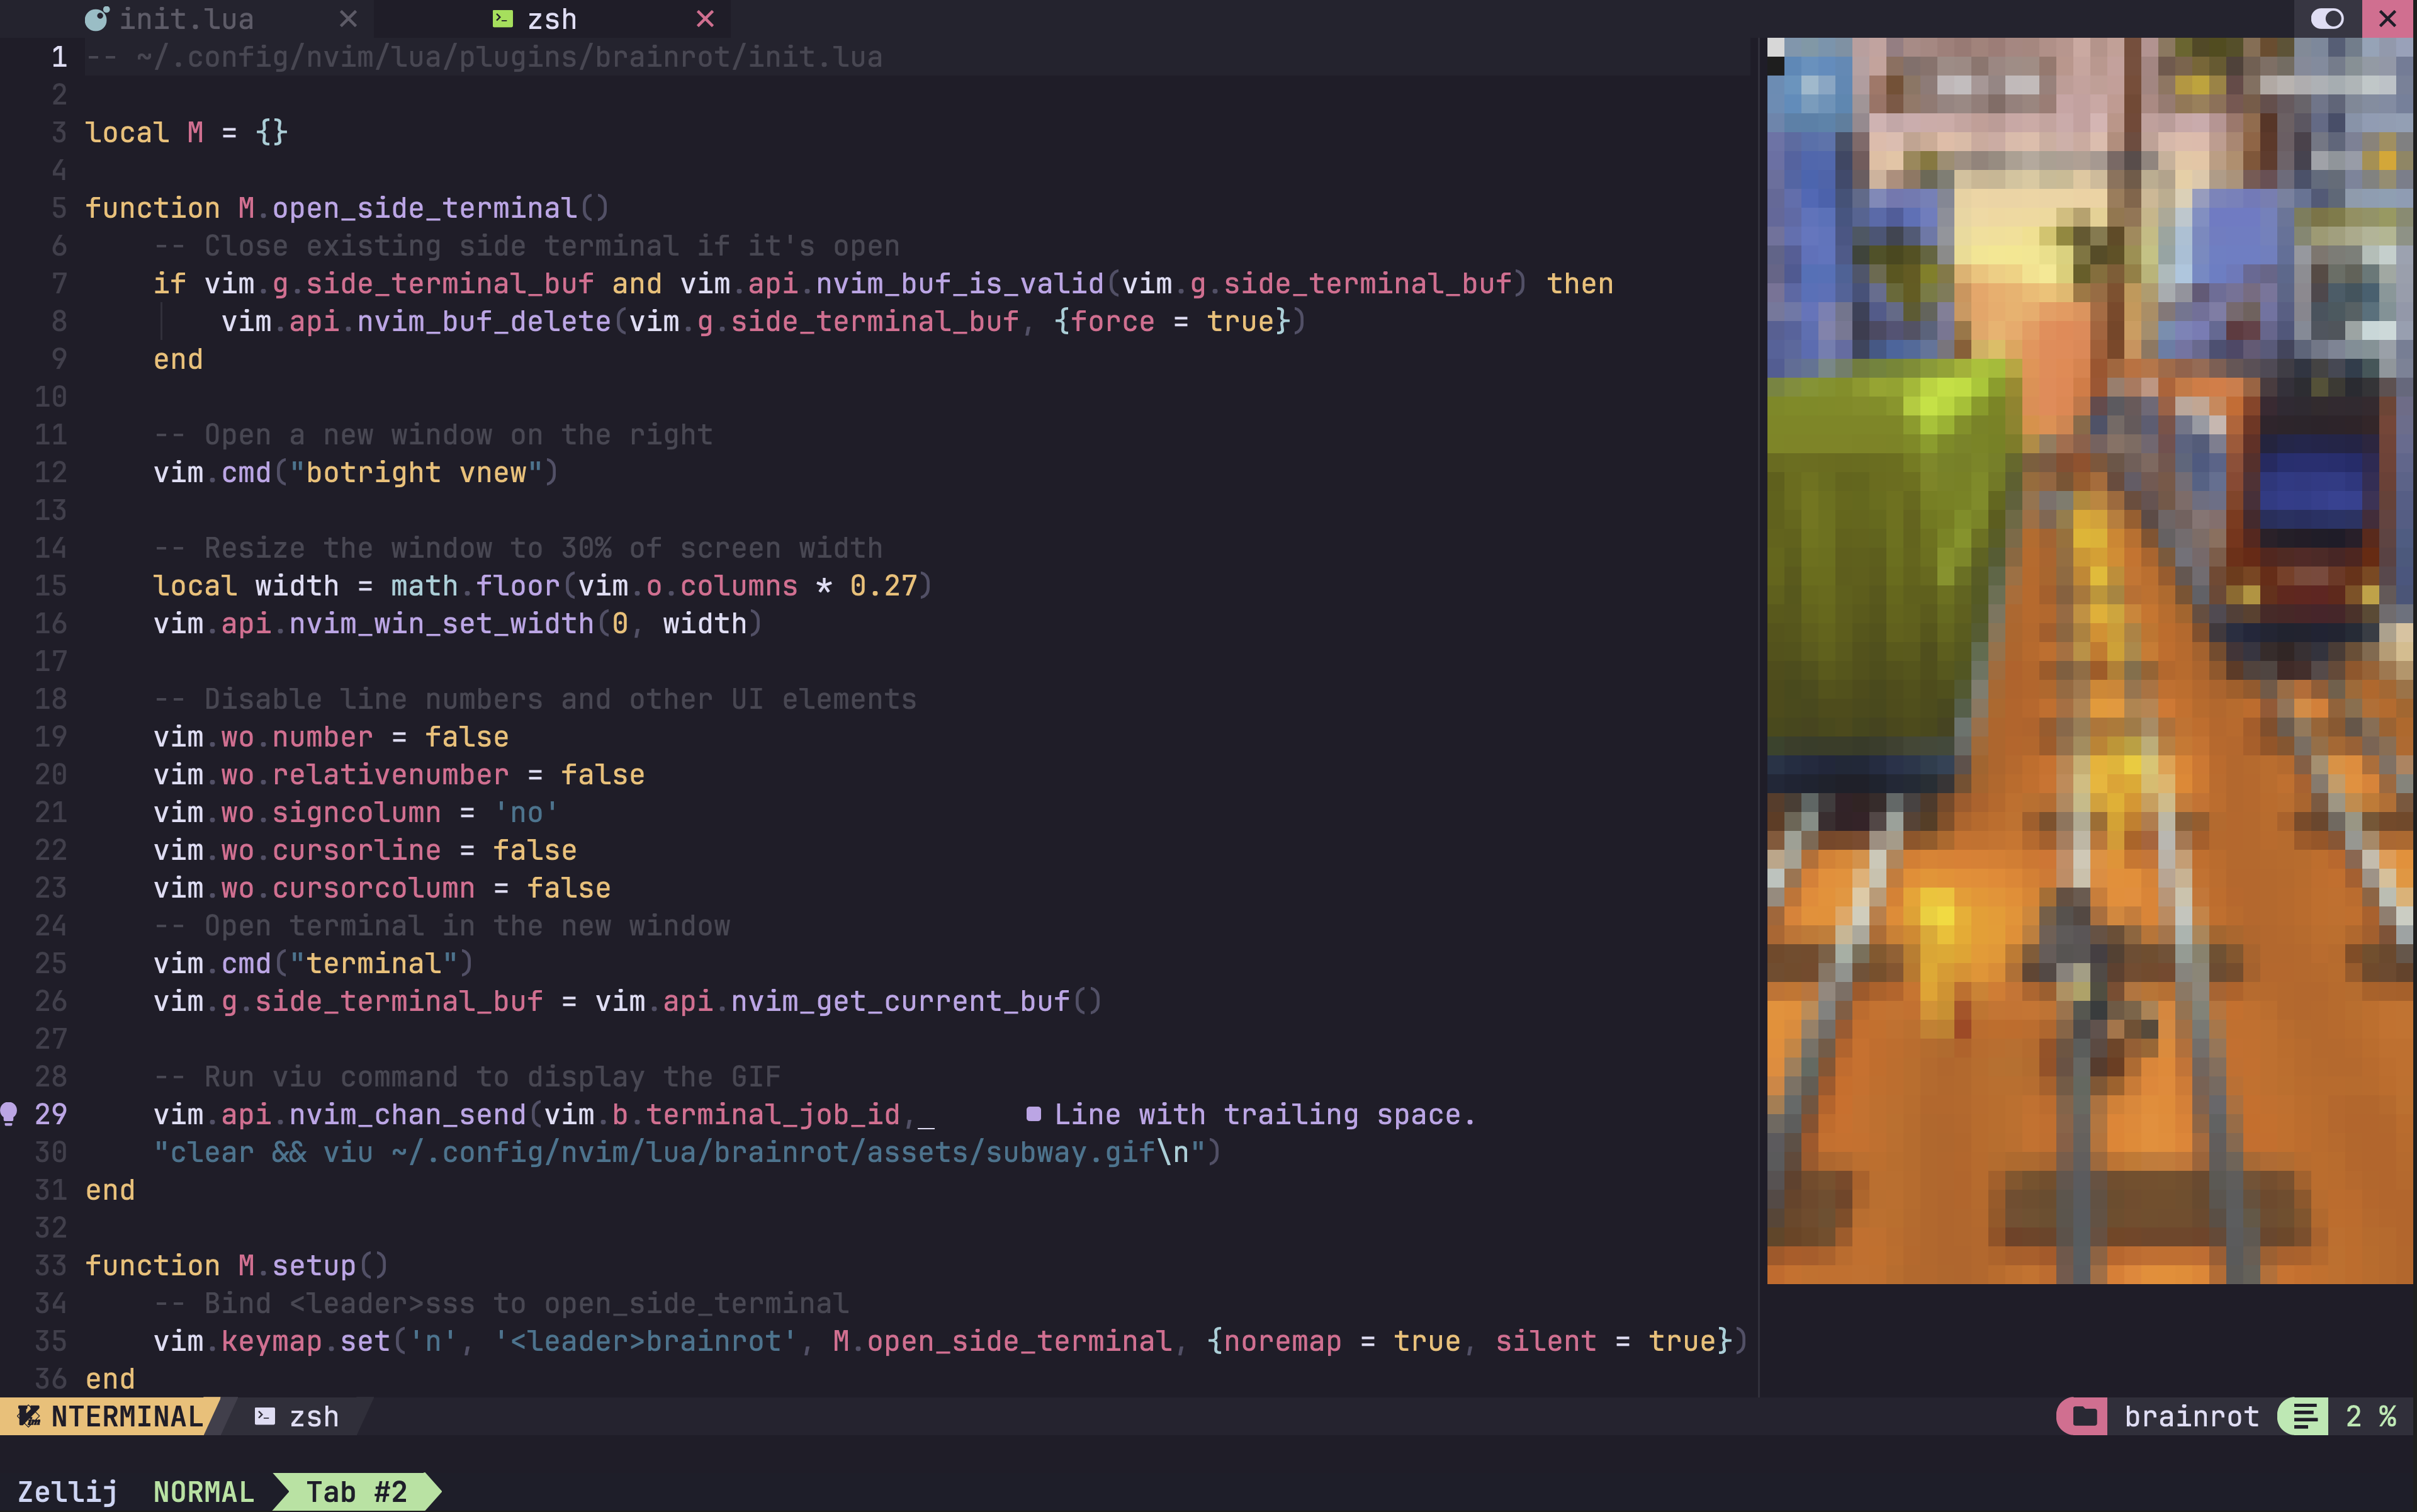 init.lua
zsh
1 -- ~/.config/nvim/lua/plugins/brainrot/init.lua
2
3 local M = {}
4
5 function M.open_side_terminal()
6     -- Close existing side terminal if it's open
7     if vim.g.side_terminal_buf and vim.api.nvim_buf_is_valid(vim.g.side_terminal_buf) then
8         vim.api.nvim_buf_delete(vim.g.side_terminal_buf, {force = true})
9     end
10
11     -- Open a new window on the right
12     vim.cmd("botright vnew")
13
14     -- Resize the window to 30% of screen width
15     local width = math.floor(vim.o.columns * 0.27)
16     vim.api.nvim_win_set_width(0, width)
17
18     -- Disable line numbers and other UI elements
19     vim.wo.number = false
20     vim.wo.relativenumber = false
21     vim.wo.signcolumn = 'no'
22     vim.wo.cursorline = false
23     vim.wo.cursorcolumn = false
24     -- Open terminal in the new window
25     vim.cmd("terminal")
26     vim.g.side_terminal_buf = vim.api.nvim_get_current_buf()
27
28     -- Run viu command to display the GIF
29     vim.api.nvim_chan_send(vim.b.terminal_job_id,_ Line with trailing space.
30     "clear && viu ~/.config/nvim/lua/brainrot/assets/subway.gif\n")
31 end
32
33 function M.setup()
34     -- Bind <leader>sss to open_side_terminal
35     vim.keymap.set('n', '<leader>brainrot', M.open_side_terminal, {noremap = true, silent = true})
36 end
NTERMINAL zsh brainrot 2 %
Zellij NORMAL Tab #2